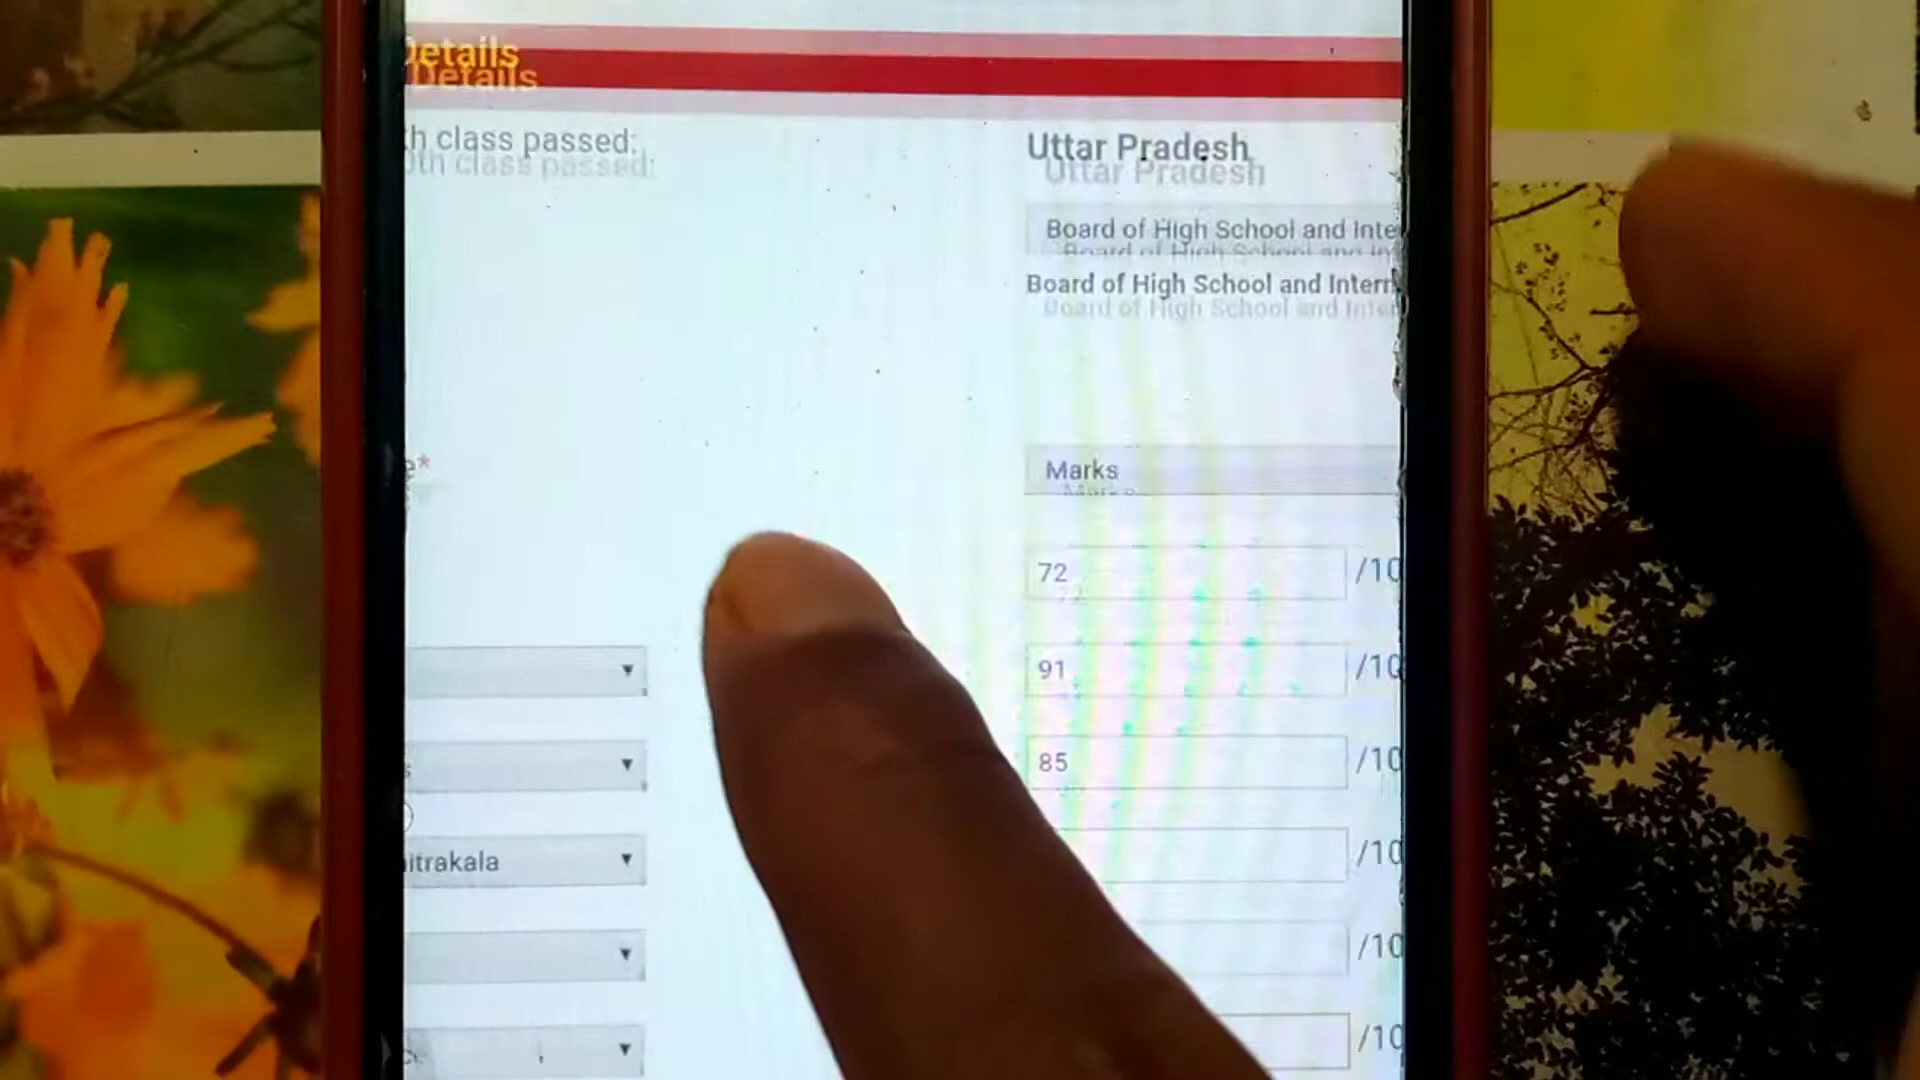 Details
th class passed:
Uttar Pradesh
Board of High School and Inte
Board of High School and Intern
e*
Marks
72 /10
91 /10
85 /10
s
itrakala /10
/10
/10